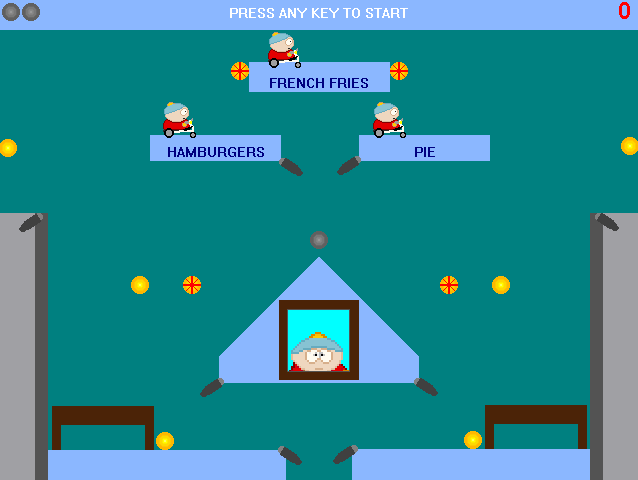 PRESS ANY KEY TO START
0
FRENCH FRIES
HAMBURGERS
PIE